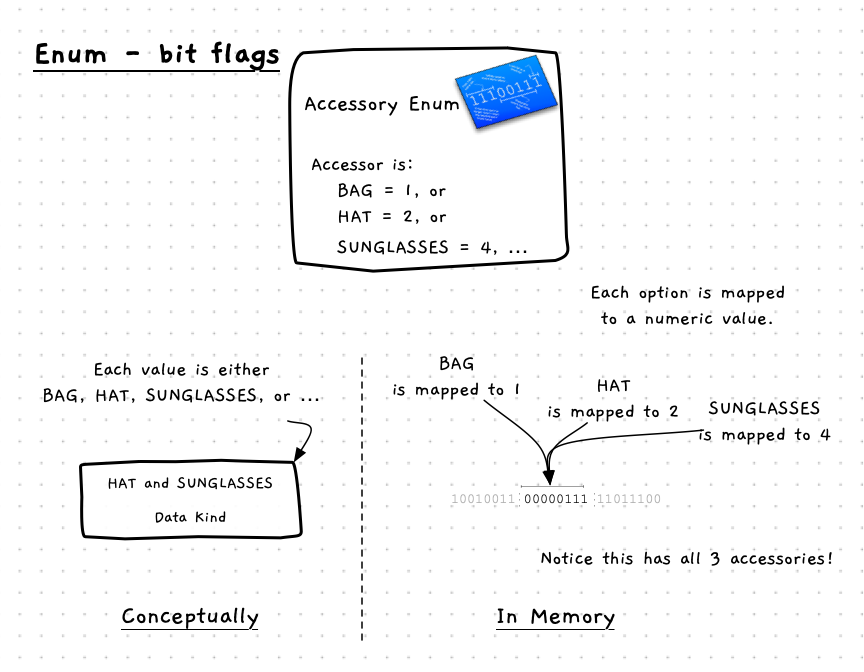 Enum - bit flags
Accessory Enum
11100111
Accessor is:
BAG = 1, or
HAT = 2, or
SUNGLASSES = 4, ...
Each option is mapped
to a numeric value.
Each value is either
BAG, HAT, SUNGLASSES, or ...
HAT and SUNGLASSES
Data Kind
Conceptually
BAG
is mapped to 1
HAT
is mapped to 2
SUNGLASSES
is mapped to 4
10010011 00000111 11011100
Notice this has all 3 accessories!
In Memory